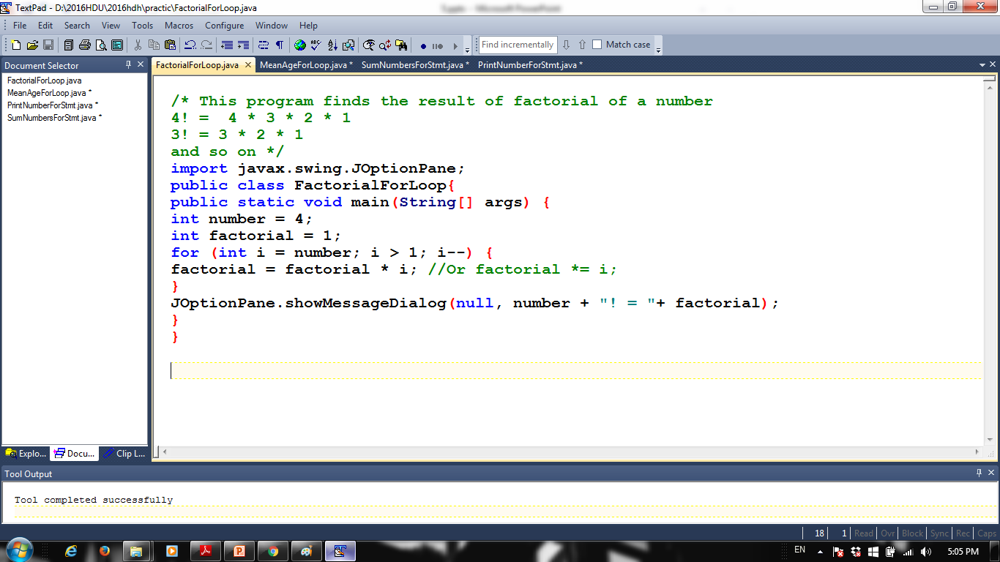 TextPad - D:\2016HDU\2016hdh\practic\FactorialForLoop.java
File Edit Search View Tools Macros Configure Window Help
Find incrementally Match case
Document Selector
FactorialForLoop.java
MeanAgeForLoop.java *
PrintNumberForStmt.java *
SumNumbersForStmt.java *
Explo... Docu... Clip L...
FactorialForLoop.java MeanAgeForLoop.java * SumNumbersForStmt.java * PrintNumberForStmt.java *
/* This program finds the result of factorial of a number
4! =  4 * 3 * 2 * 1
3! = 3 * 2 * 1
and so on */
import javax.swing.JOptionPane;
public class FactorialForLoop{
public static void main(String[] args) {
int number = 4;
int factorial = 1;
for (int i = number; i > 1; i--) {
factorial = factorial * i; //Or factorial *= i;
}
JOptionPane.showMessageDialog(null, number + "! = "+ factorial);
}
}
Tool Output
Tool completed successfully
18 1 Read Ovr Block Sync Rec Caps
EN 5:05 PM